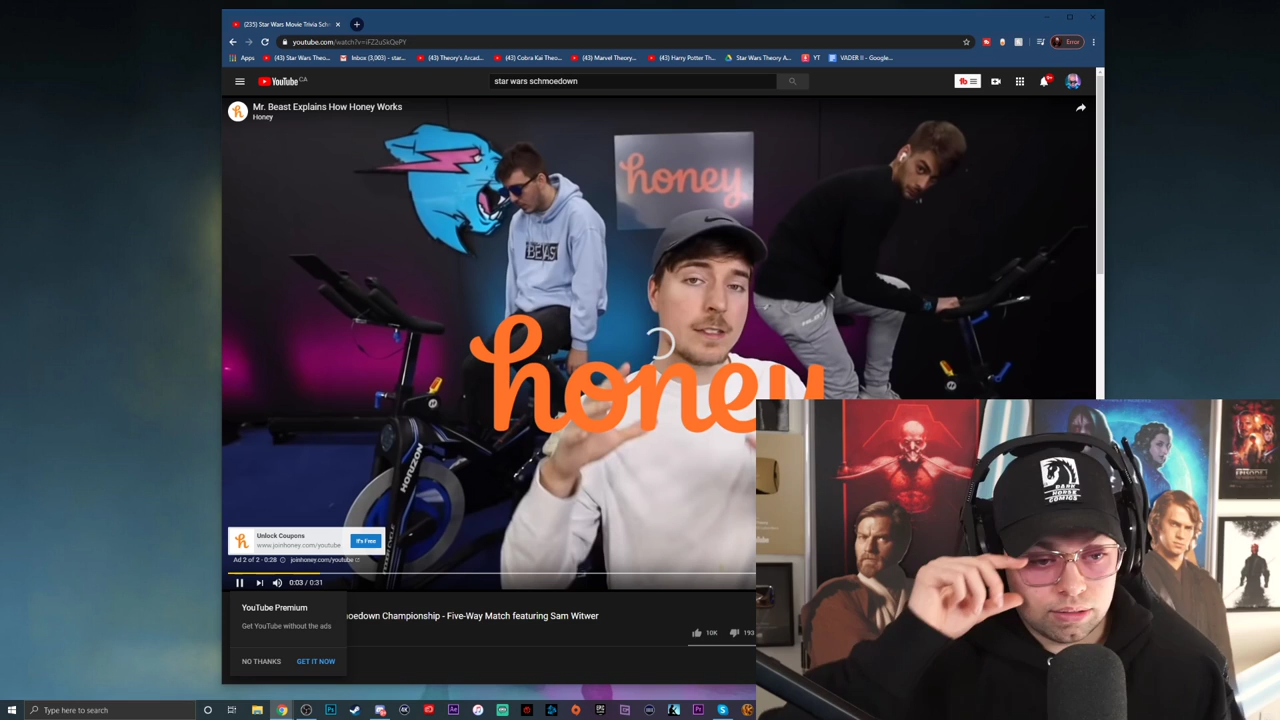 (235) Star Wars Movie Trivia Sch
youtube.com/watch?v=iFZ2uSkQePY
Error
Apps
(43) Star Wars Theo...
Inbox (3,003) - star...
(43) Theory's Arcad...
(43) Cobra Kai Theo...
(43) Marvel Theory...
(43) Harry Potter Th...
Star Wars Theory A...
YT
VADER II - Google...
YouTube CA
star wars schmoedown
9+
Mr. Beast Explains How Honey Works
Honey
honey
BEAST
honey
HORIZON
DARK
HORSE
COMICS
Unlock Coupons
www.joinhoney.com/youtube
It's Free
Ad 2 of 2 · 0:28
joinhoney.com/youtube
0:03 / 0:31
YouTube Premium
Get YouTube without the ads
NO THANKS
GET IT NOW
oedown Championship - Five-Way Match featuring Sam Witwer
10K
193
Type here to search